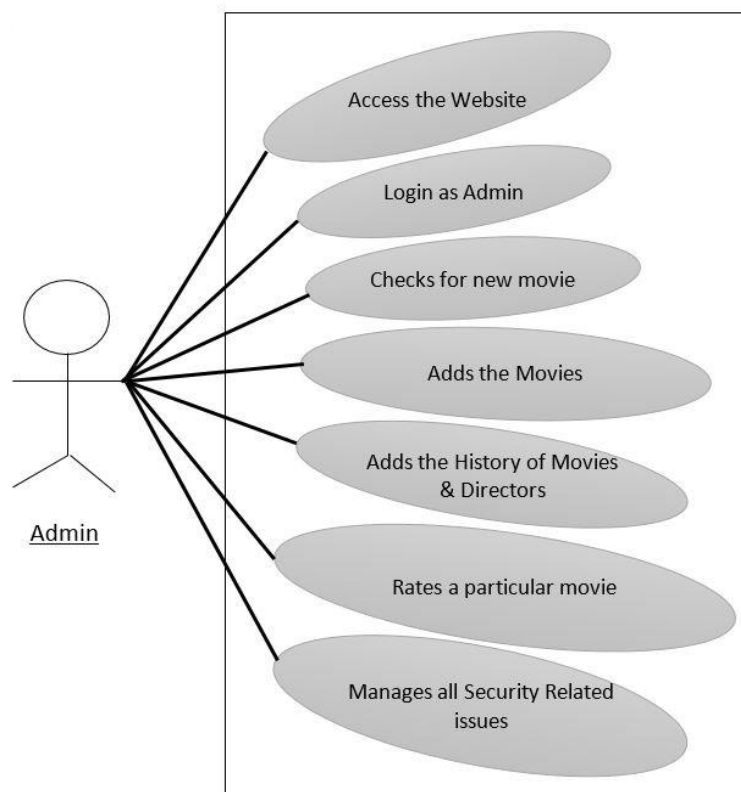 Access the Website
Login as Admin
Checks for new movie
Adds the Movies
Adds the History of Movies
& Directors
Admin
Rates a particular movie
Manages all Security Related
issues